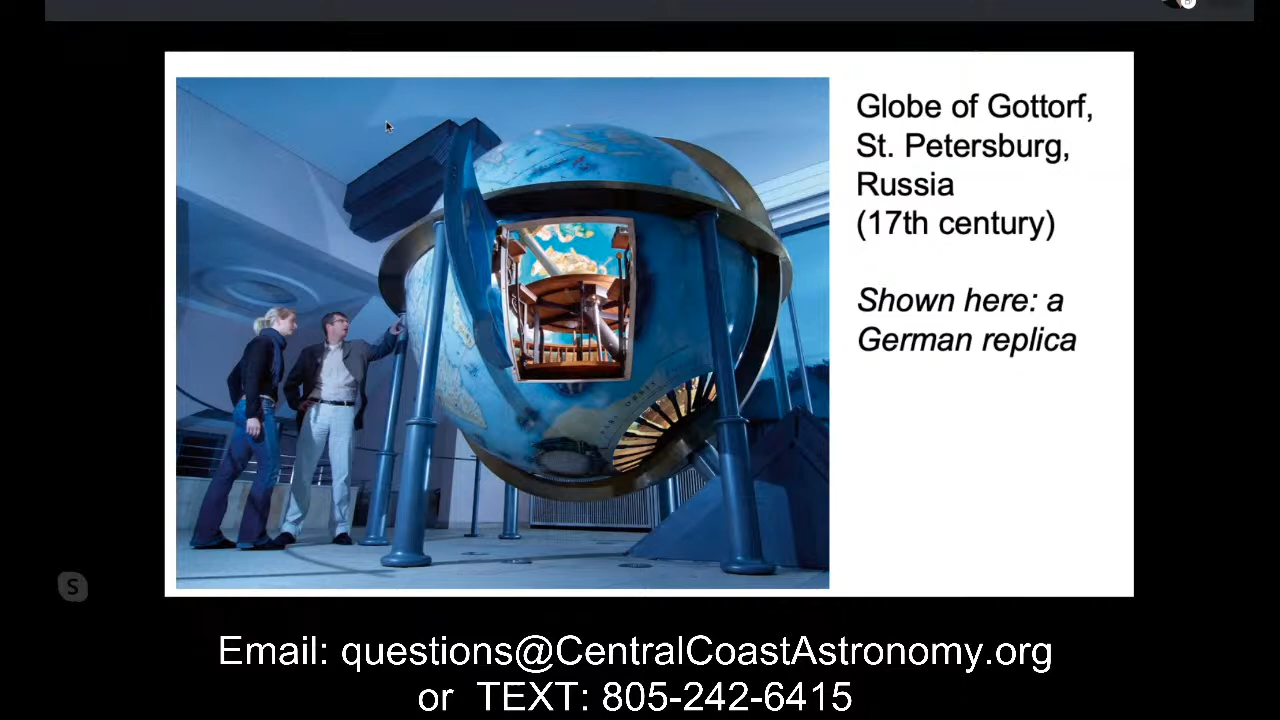 Globe of Gottorf,
St. Petersburg,
Russia
(17th century)
Shown here: a
German replica
S
Email: questions@CentralCoastAstronomy.org
or TEXT: 805-242-6415